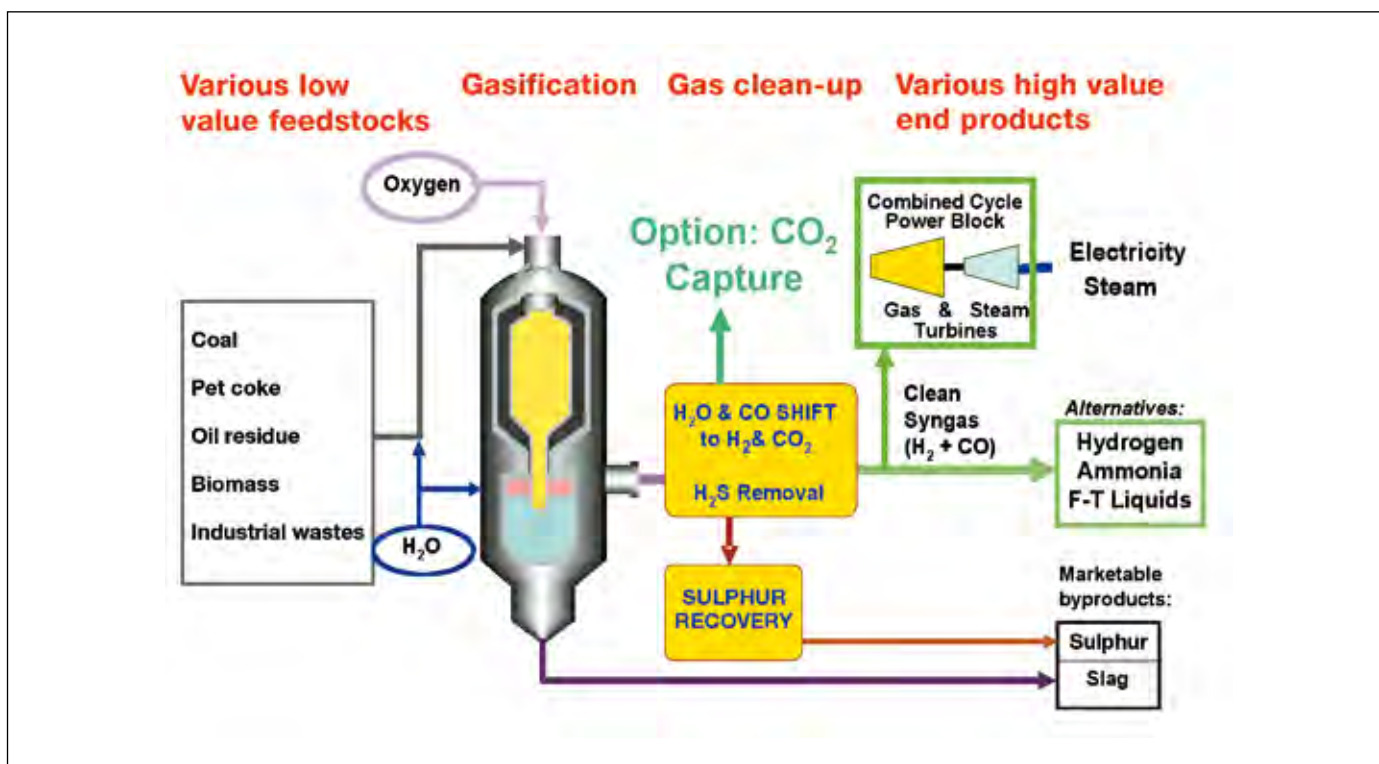 Various low
value feedstocks
Gasification
Gas clean-up
Various high value
end products
Oxygen
Coal
Pet coke
Oil residue
Biomass
Industrial wastes
H₂O
Option: CO₂
Capture
H₂O & CO SHIFT
to H₂& CO₂
H₂S Removal
SULPHUR
RECOVERY
Combined Cycle
Power Block
Gas & Steam
Turbines
Electricity
Steam
Clean
Syngas
(H₂ + CO)
Alternatives:
Hydrogen
Ammonia
F-T Liquids
Marketable
byproducts:
Sulphur
Slag